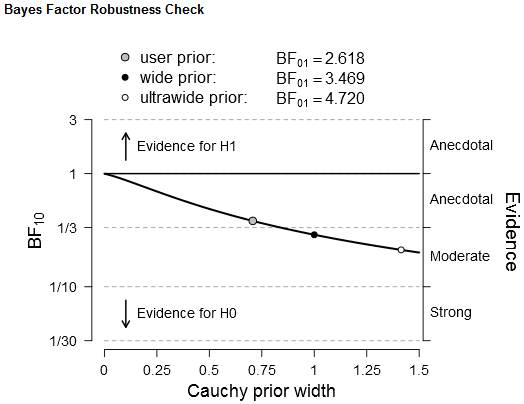 Bayes Factor Robustness Check
user prior: BF₀₁ = 2.618
wide prior: BF₀₁ = 3.469
ultrawide prior: BF₀₁ = 4.720
3
Evidence for H1
Anecdotal
1
Anecdotal
Evidence
BF₁₀
1/3
Moderate
1/10
Evidence for H0
Strong
1/30
0 0.25 0.5 0.75 1 1.25 1.5
Cauchy prior width